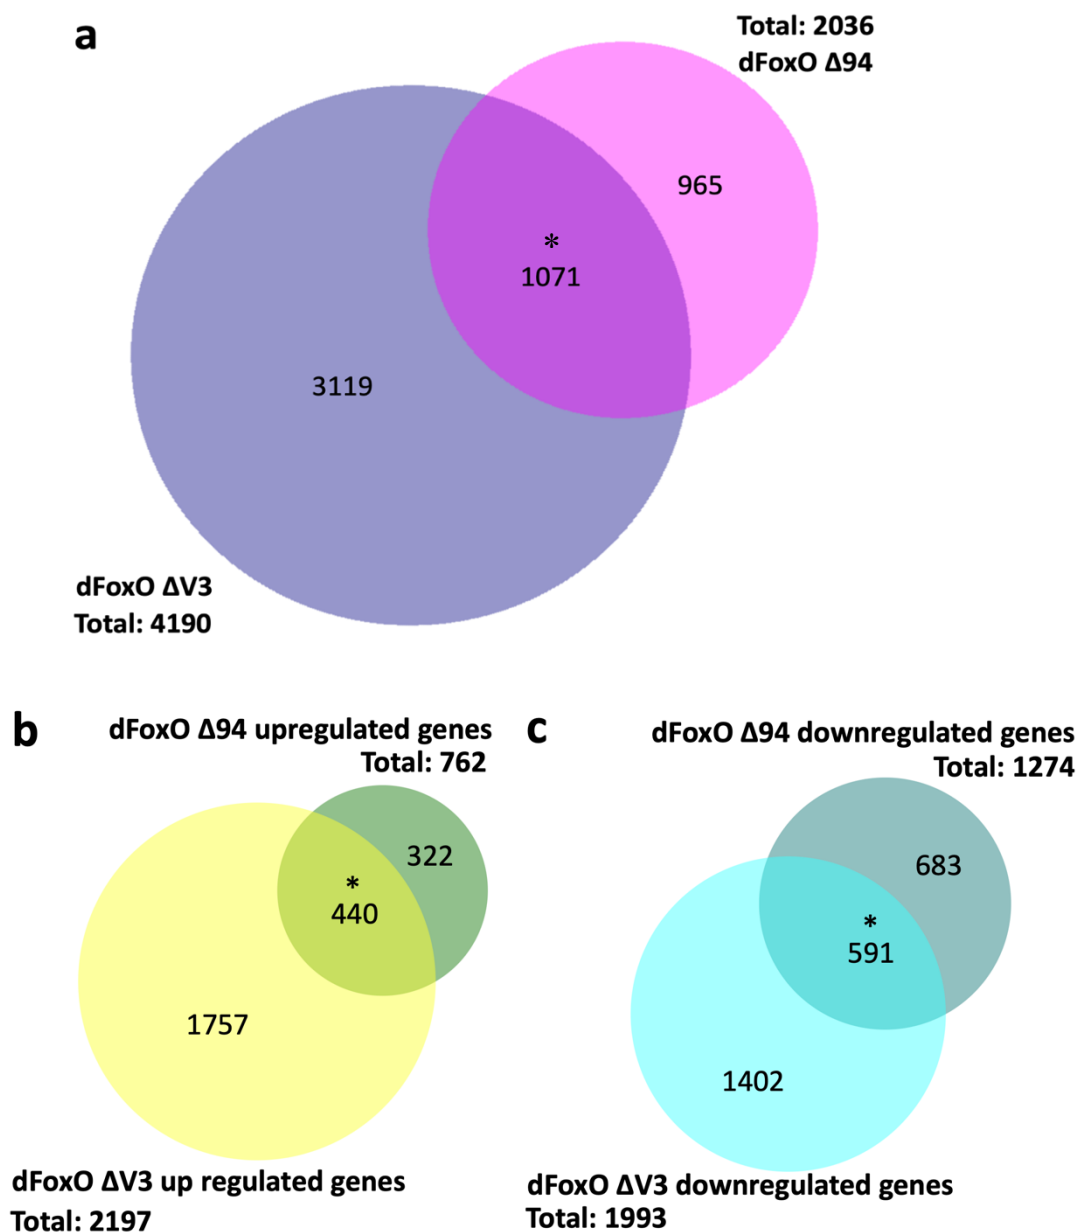 a
Total: 2036
dFoxO Δ94
965
*
1071
3119
dFoxO ΔV3
Total: 4190
b
dFoxO Δ94 upregulated genes
Total: 762
322
*
440
1757
dFoxO ΔV3 up regulated genes
Total: 2197
c
dFoxO Δ94 downregulated genes
Total: 1274
683
*
591
1402
dFoxO ΔV3 downregulated genes
Total: 1993